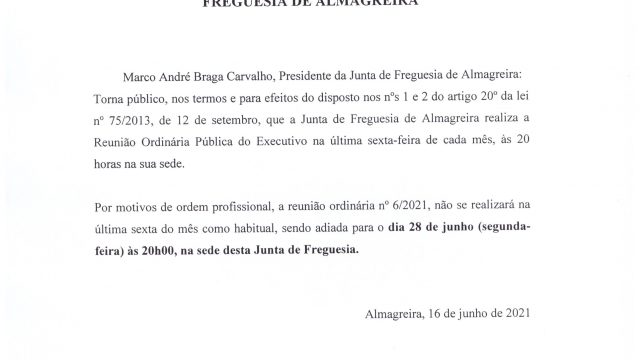 FREGUESIA DE ALMAGREIRA
Marco André Braga Carvalho, Presidente da Junta de Freguesia de Almagreira:
Torna público, nos termos e para efeitos do disposto nos nºs 1 e 2 do artigo 20º da lei
nº 75/2013, de 12 de setembro, que a Junta de Freguesia de Almagreira realiza a
Reunião Ordinária Pública do Executivo na última sexta-feira de cada mês, às 20
horas na sua sede.
Por motivos de ordem profissional, a reunião ordinária nº 6/2021, não se realizará na
última sexta do mês como habitual, sendo adiada para o dia 28 de junho (segunda-
feira) às 20h00, na sede desta Junta de Freguesia.
Almagreira, 16 de junho de 2021